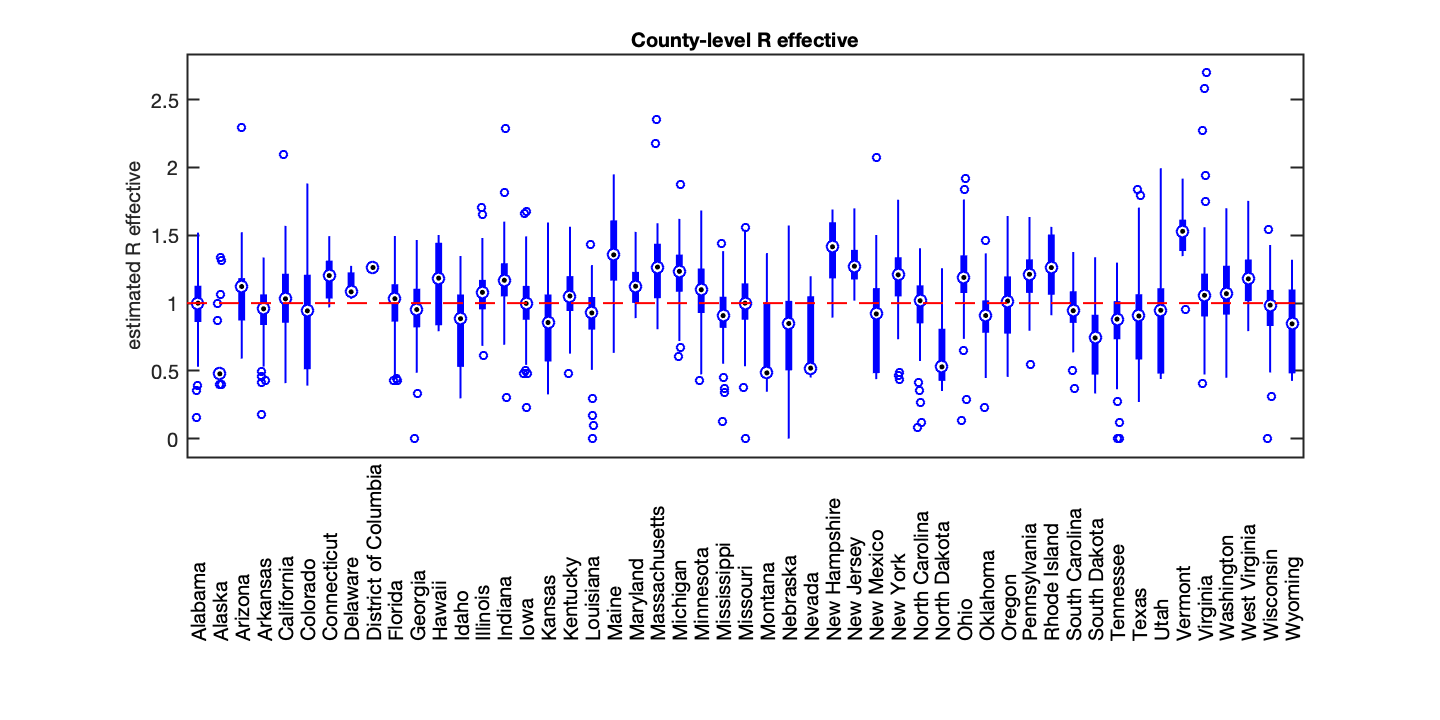 County-level R effective
estimated R effective
2.5
2
1.5
1
0.5
0
Alabama
Alaska
Arizona
Arkansas
California
Colorado
Connecticut
Delaware
District of Columbia
Florida
Georgia
Hawaii
Idaho
Illinois
Indiana
Iowa
Kansas
Kentucky
Louisiana
Maine
Maryland
Massachusetts
Michigan
Minnesota
Mississippi
Missouri
Montana
Nebraska
Nevada
New Hampshire
New Jersey
New Mexico
New York
North Carolina
North Dakota
Ohio
Oklahoma
Oregon
Pennsylvania
Rhode Island
South Carolina
South Dakota
Tennessee
Texas
Utah
Vermont
Virginia
Washington
West Virginia
Wisconsin
Wyoming